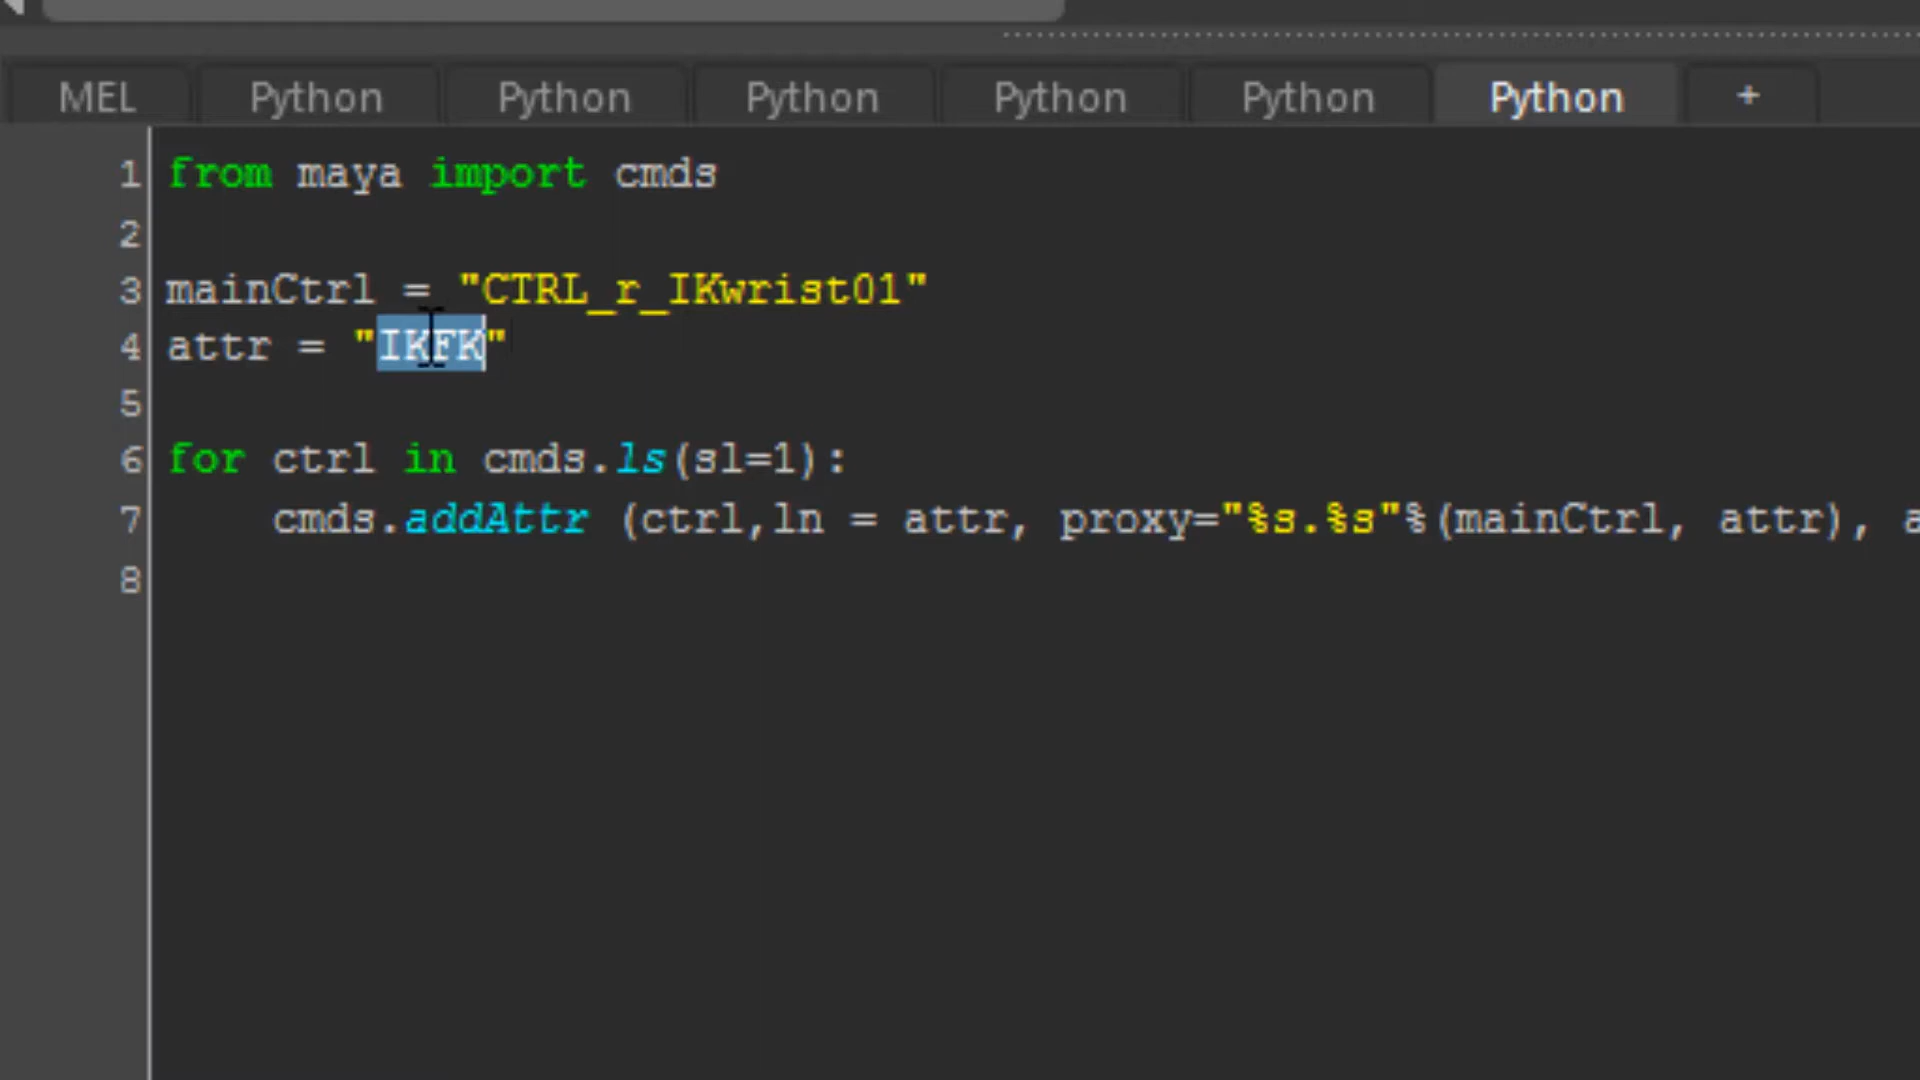 MEL Python Python Python Python Python Python +
1 from maya import cmds
2
3 mainCtrl = "CTRL_r_IKwrist01"
4 attr = "IKFK"
5
6 for ctrl in cmds.ls(sl=1):
7     cmds.addAttr (ctrl,ln = attr, proxy="%s.%s"%(mainCtrl, attr), a
8